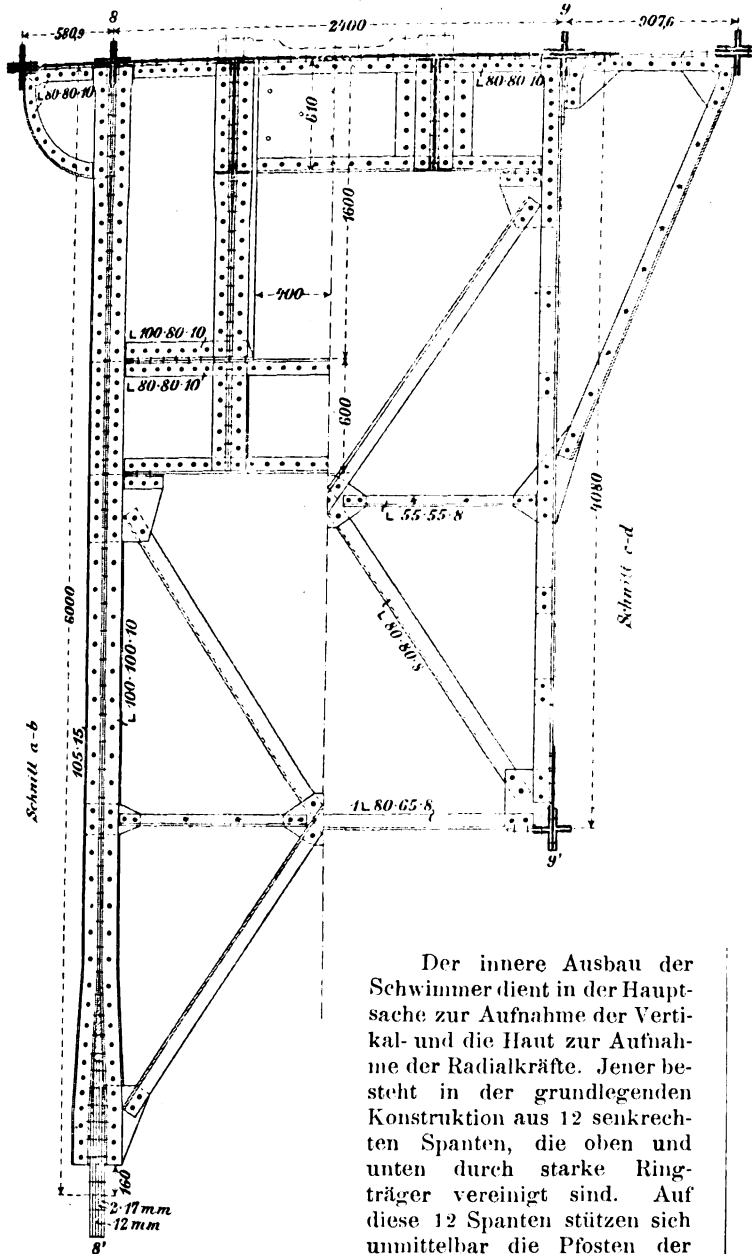 8
9
580,9
2400
907,6
∟80·80·10
610
∟80·80·10
1600
400
∟100·80·10
∟80·80·10
600
4080
∟55·55·8
Schnitt c-d
6000
∟100·100·10
∟80·80·8
Schnitt a-b
105·15
1∟80·65·8
9'
160
2·17mm
12mm
8'
Der innere Ausbau der
Schwimmer dient in der Haupt-
sache zur Aufnahme der Verti-
kal- und die Haut zur Aufnah-
me der Radialkräfte. Jener be-
steht in der grundlegenden
Konstruktion aus 12 senkrech-
ten Spanten, die oben und
unten durch starke Ring-
träger vereinigt sind. Auf
diese 12 Spanten stützen sich
unmittelbar die Pfosten der